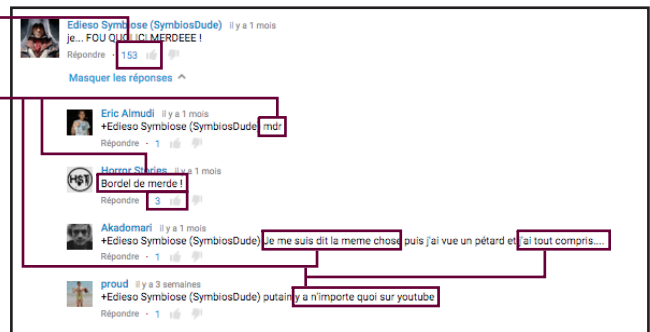 Edieso Symbiose (SymbiosDude) il y a 1 mois
je... FOU QUOI ICI MERDEEE !
Répondre · 153
Masquer les réponses
Eric Almudi il y a 1 mois
+Edieso Symbiose (SymbiosDude) mdr
Répondre · 1
Horror Stories il y a 1 mois
Bordel de merde !
Répondre 3
Akadomari il y a 1 mois
+Edieso Symbiose (SymbiosDude) Je me suis dit la meme chose puis j'ai vue un pétard et j'ai tout compris....
Répondre · 1
proud il y a 3 semaines
+Edieso Symbiose (SymbiosDude) putain y a n'importe quoi sur youtube
Répondre · 1